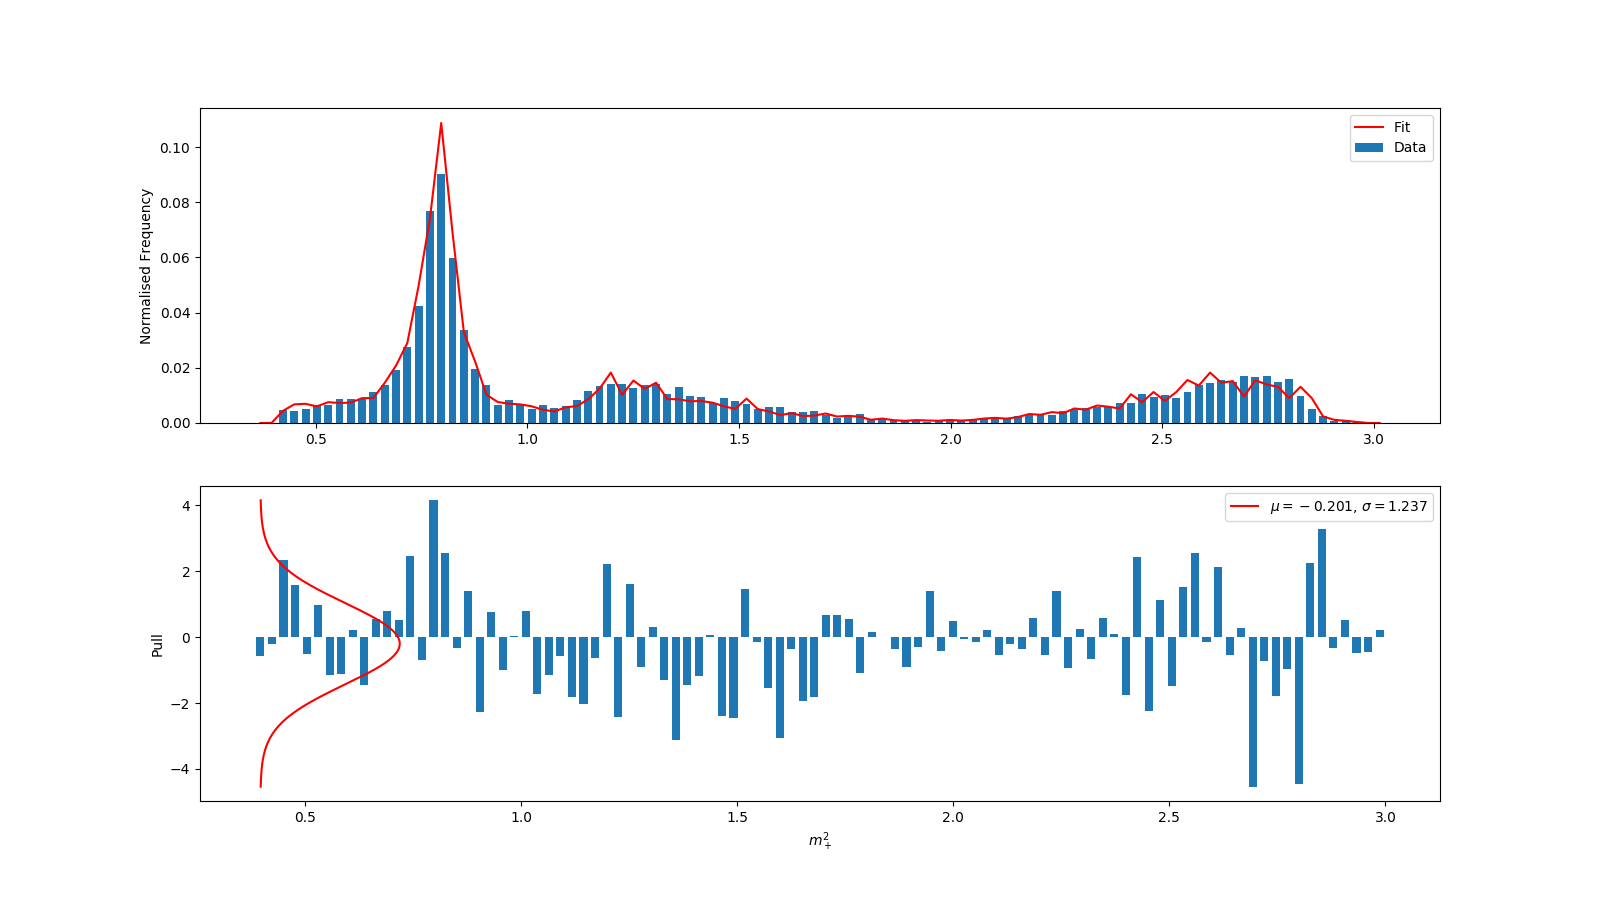 Normalised Frequency
0.10
0.08
0.06
0.04
0.02
0.00
Fit
Data
0.5 1.0 1.5 2.0 2.5 3.0
Pull
4
2
0
−2
−4
μ = −0.201, σ = 1.237
0.5 1.0 1.5 2.0 2.5 3.0
m²₊